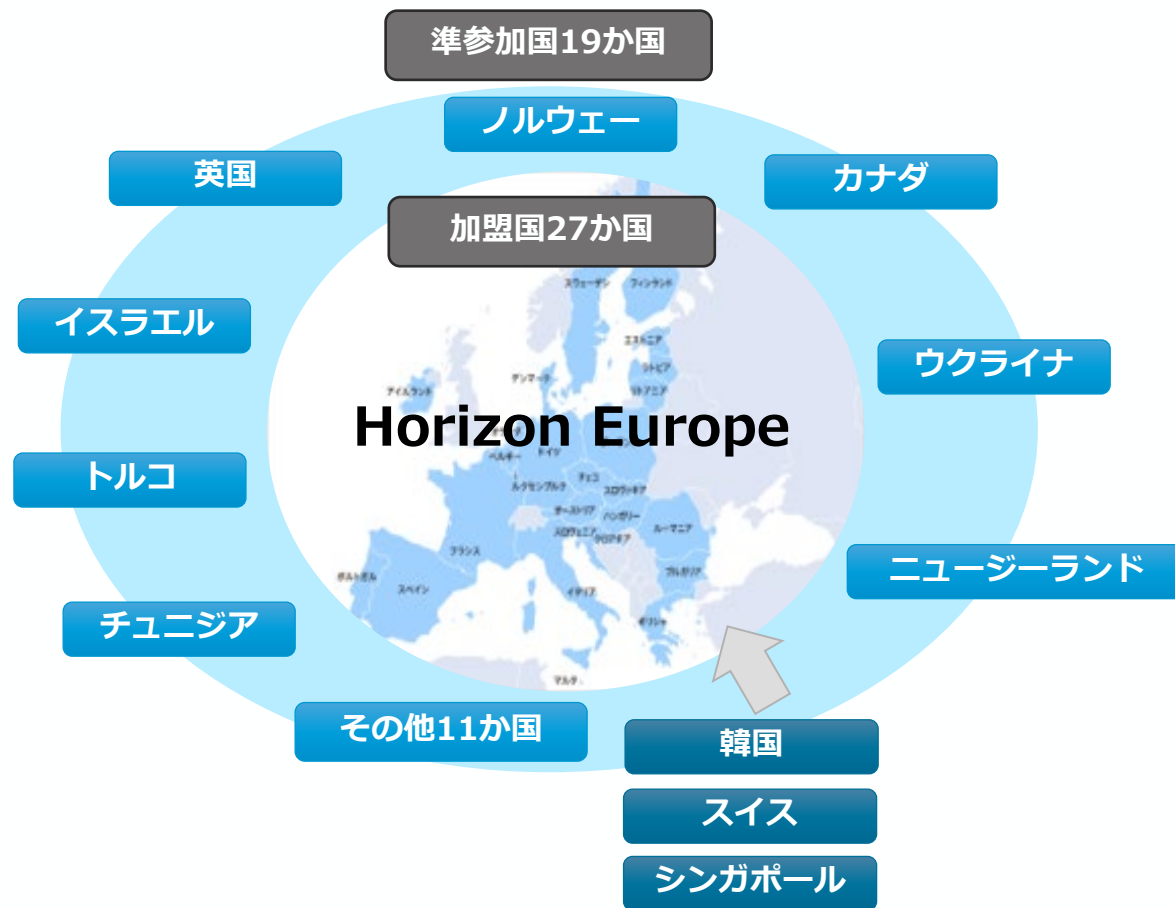 準参加国19か国
ノルウェー
英国
カナダ
加盟国27か国
スウェーデン
フィンランド
イスラエル
エストニア
ウクライナ
ラトビア
デンマーク
リトアニア
アイルランド
Horizon Europe
ベルギー
ドイツ
トルコ
チェコ
ルクセンブルク
スロヴァキア
オーストリア
ハンガリー
ルーマニア
スロヴェニア
クロアチア
フランス
ブルガリア
ニュージーランド
ポルトガル
スペイン
イタリア
チュニジア
ギリシャ
マルタ
その他11か国
韓国
スイス
シンガポール